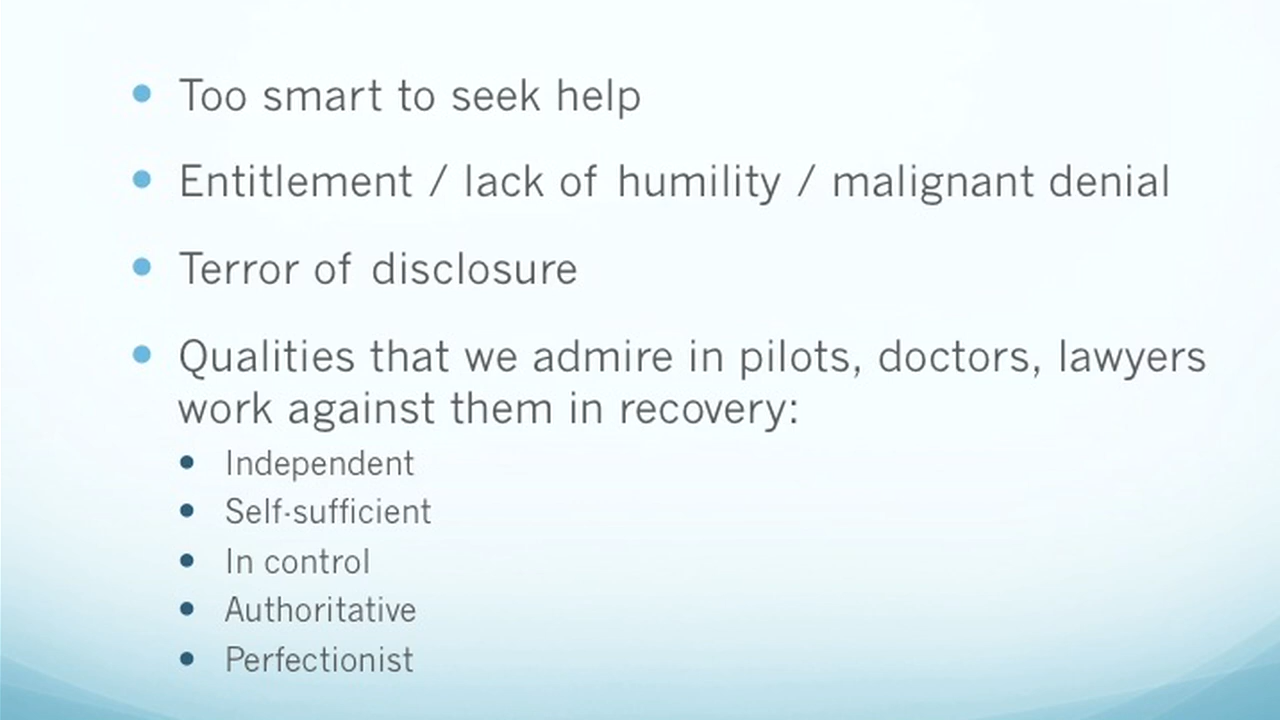 Too smart to seek help
Entitlement / lack of humility / malignant denial
Terror of disclosure
Qualities that we admire in pilots, doctors, lawyers
work against them in recovery:
Independent
Self-sufficient
In control
Authoritative
Perfectionist